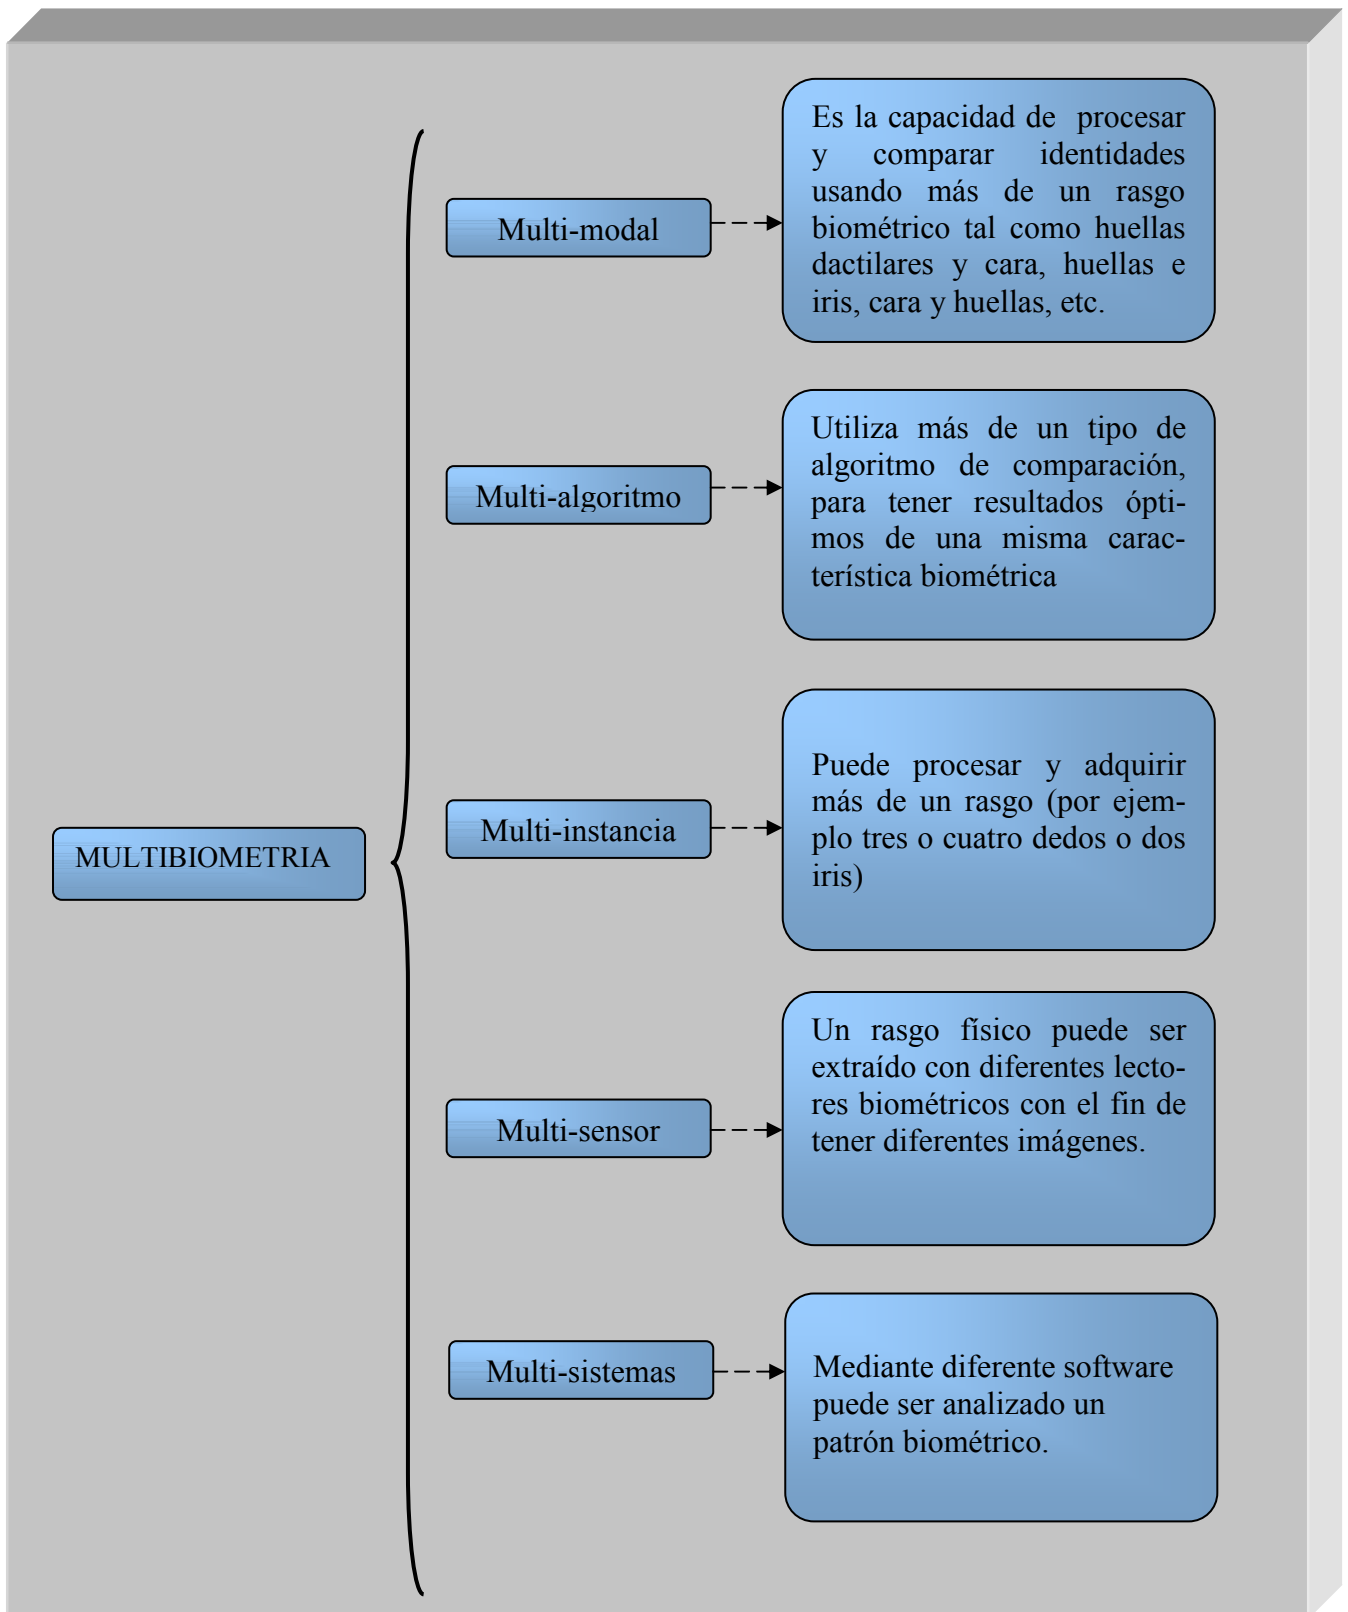 MULTIBIOMETRIA
Multi-modal
Es la capacidad de procesar
y comparar identidades
usando más de un rasgo
biométrico tal como huellas
dactilares y cara, huellas e
iris, cara y huellas, etc.
Multi-algoritmo
Utiliza más de un tipo de
algoritmo de comparación,
para tener resultados ópti-
mos de una misma carac-
terística biométrica
Multi-instancia
Puede procesar y adquirir
más de un rasgo (por ejem-
plo tres o cuatro dedos o dos
iris)
Multi-sensor
Un rasgo físico puede ser
extraído con diferentes lecto-
res biométricos con el fin de
tener diferentes imágenes.
Multi-sistemas
Mediante diferente software
puede ser analizado un
patrón biométrico.